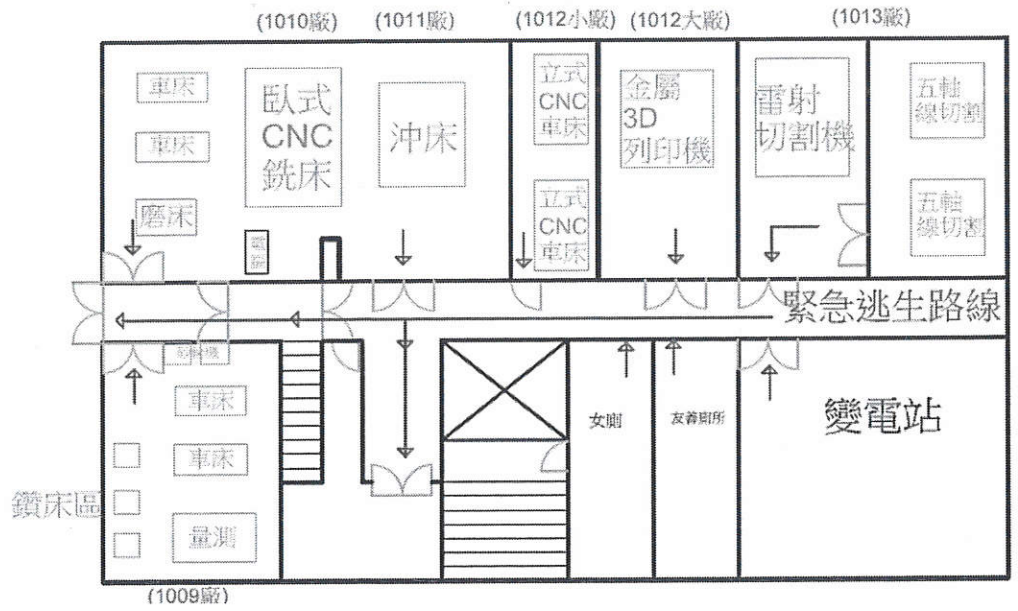 (1010廠)
(1011廠)
(1012小廠)
(1012大廠)
(1013廠)
車床
車床
磨床
臥式
CNC
銑床
沖床
立式
CNC
車床
立式
CNC
車床
金屬
3D
列印機
雷射
切割機
五軸
線切割
五軸
線切割
緊急逃生路線
車床
車床
量測
鑽床區
女廁
友善廁所
變電站
(1009廠)